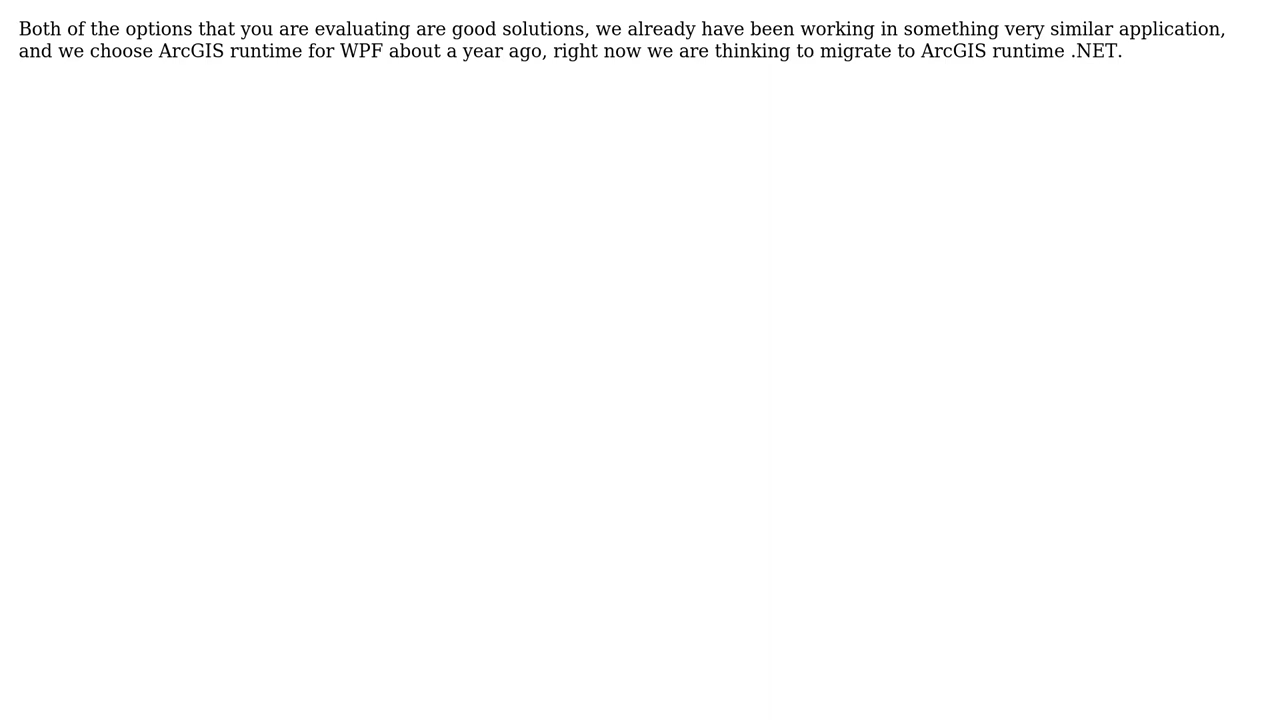 Both of the options that you are evaluating are good solutions, we already have been working in something very similar application,
and we choose ArcGIS runtime for WPF about a year ago, right now we are thinking to migrate to ArcGIS runtime .NET.